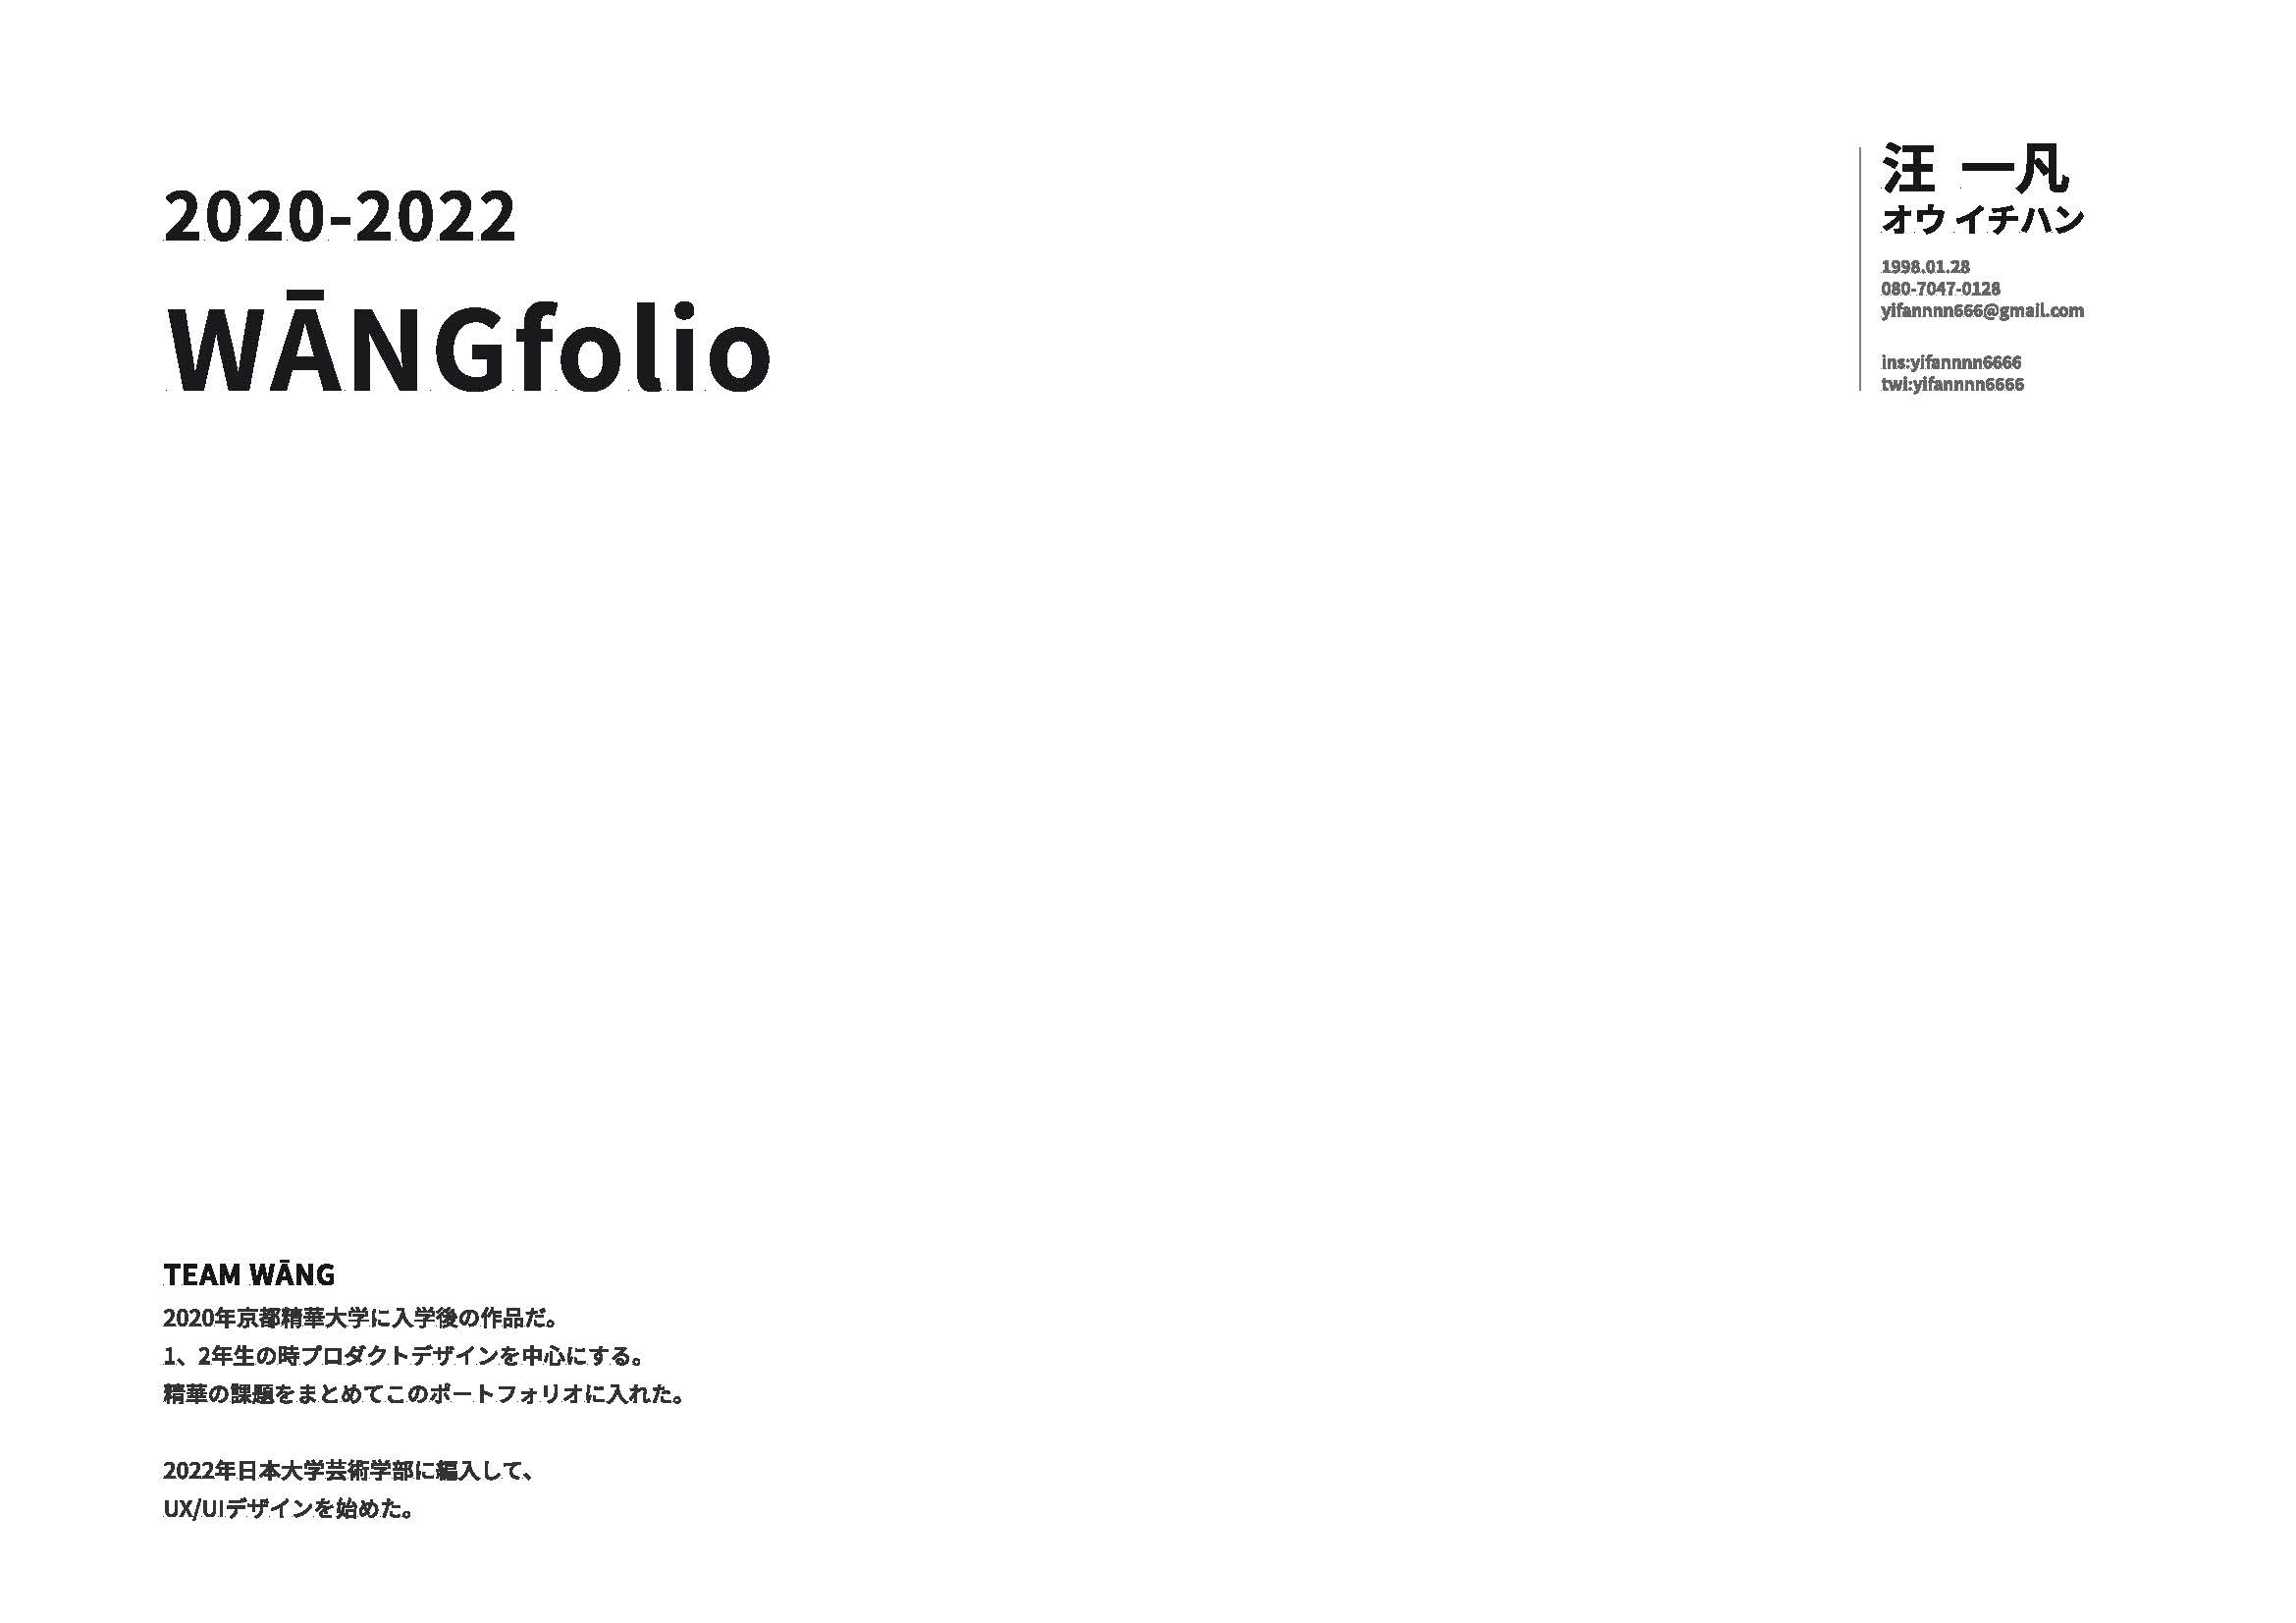 2020-2022
WĀNGfolio
汪 一凡
オウ イチハン
1998.01.28
080-7047-0128
yifannnn666@gmail.com
ins:yifannnn6666
twi:yifannnn6666
TEAM WĀNG
2020年京都精華大学に入学後の作品だ。
1、2年生の時プロダクトデザインを中心にする。
精華の課題をまとめてこのポートフォリオに入れた。
2022年日本大学芸術学部に編入して、
UX/UIデザインを始めた。